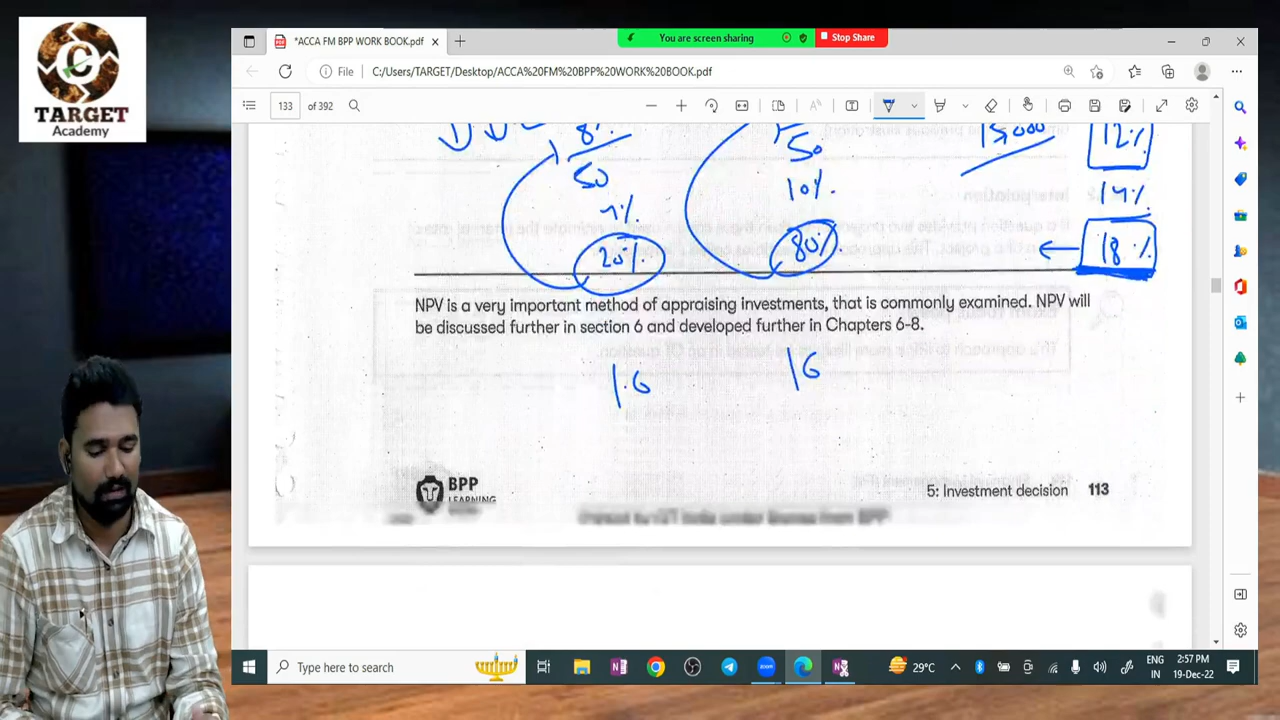 TARGET
Academy
*ACCA FM BPP WORK BOOK.pdf
You are screen sharing
Stop Share
File
C:/Users/TARGET/Desktop/ACCA%20FM%20BPP%20WORK%20BOOK.pdf
133 of 392
8%
50
15,000
12%
50
10%
14%
4%
20%
80%
18%
NPV is a very important method of appraising investments, that is commonly examined. NPV will
be discussed further in section 6 and developed further in Chapters 6-8.
16
16
BPP
LEARNING
5: Investment decision 113
Type here to search
29°C
ENG
IN
2:57 PM
19-Dec-22